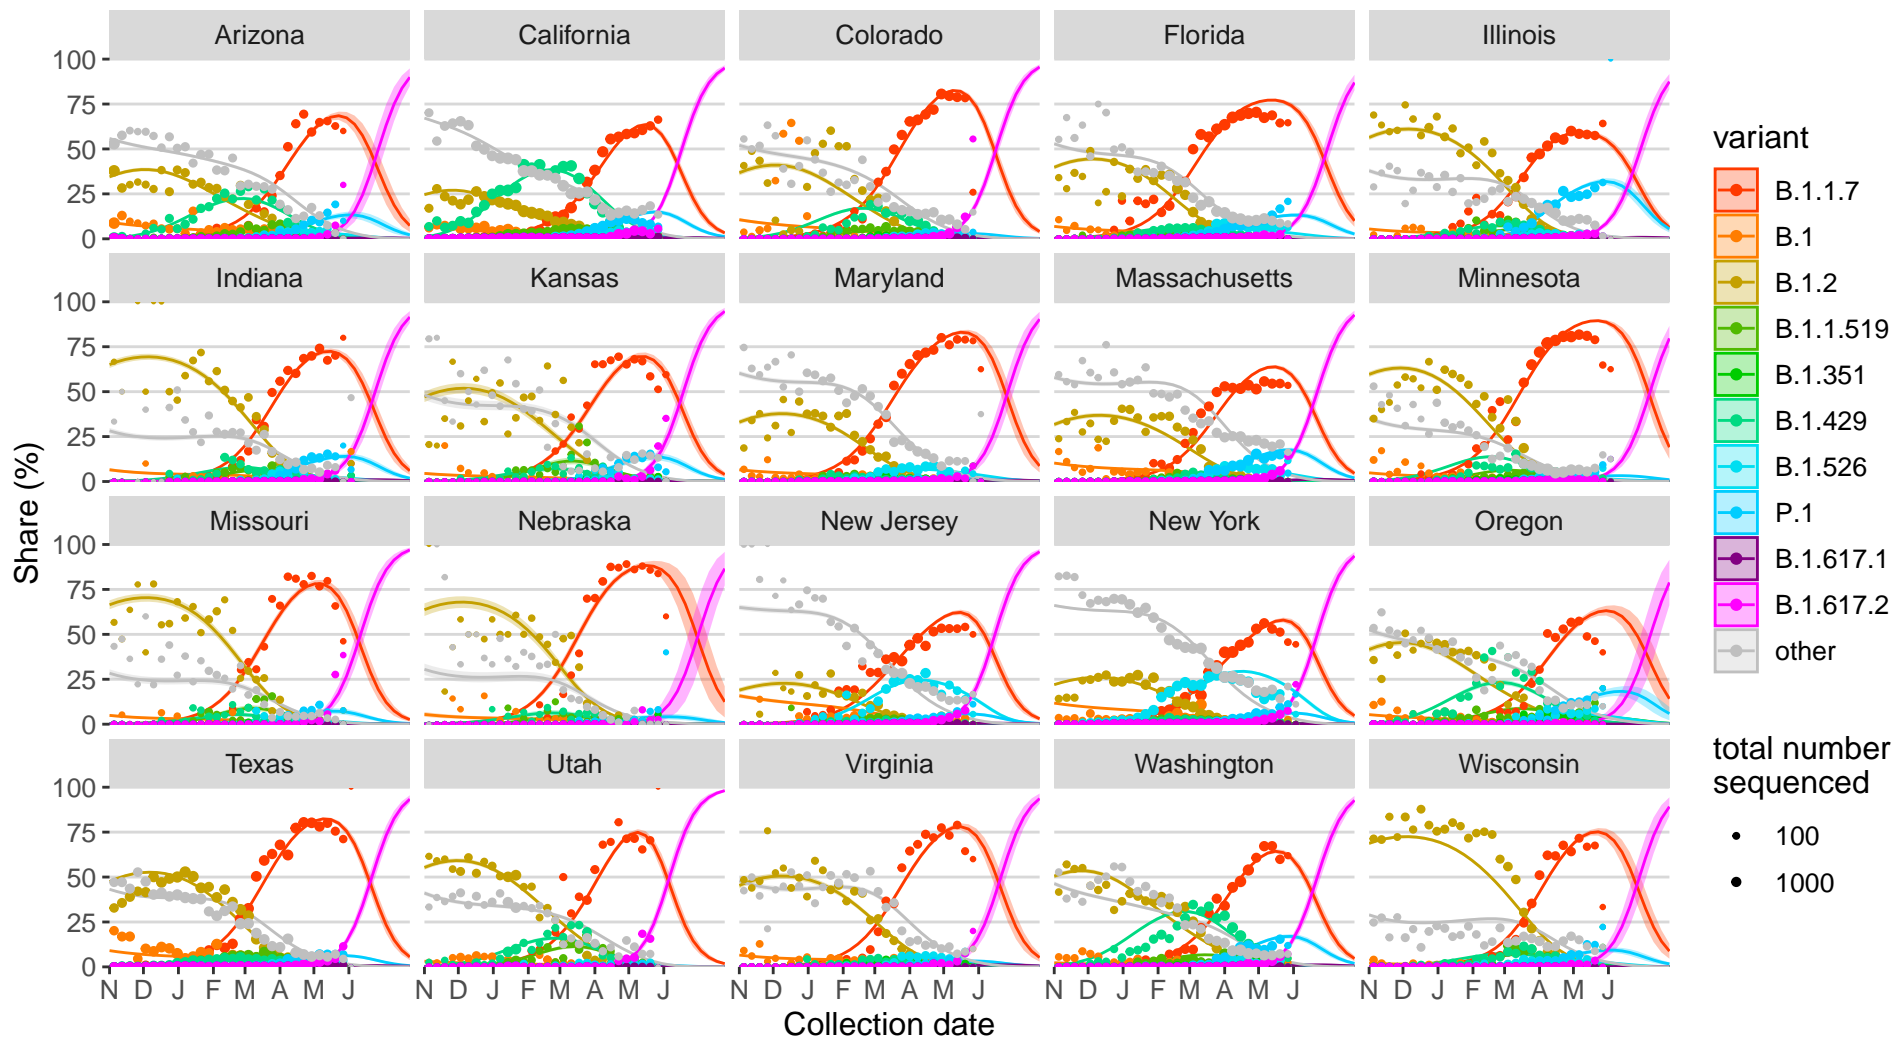 Arizona California Colorado Florida Illinois
100
75
50
25
0
Indiana Kansas Maryland Massachusetts Minnesota
100
75
50
25
0
Missouri Nebraska New Jersey New York Oregon
100
75
50
25
0
Texas Utah Virginia Washington Wisconsin
100
75
50
25
0
N D J F M A M J N D J F M A M J N D J F M A M J N D J F M A M J N D J F M A M J
Collection date
Share (%)
variant
B.1.1.7
B.1
B.1.2
B.1.1.519
B.1.351
B.1.429
B.1.526
P.1
B.1.617.1
B.1.617.2
other
total number
sequenced
100
1000